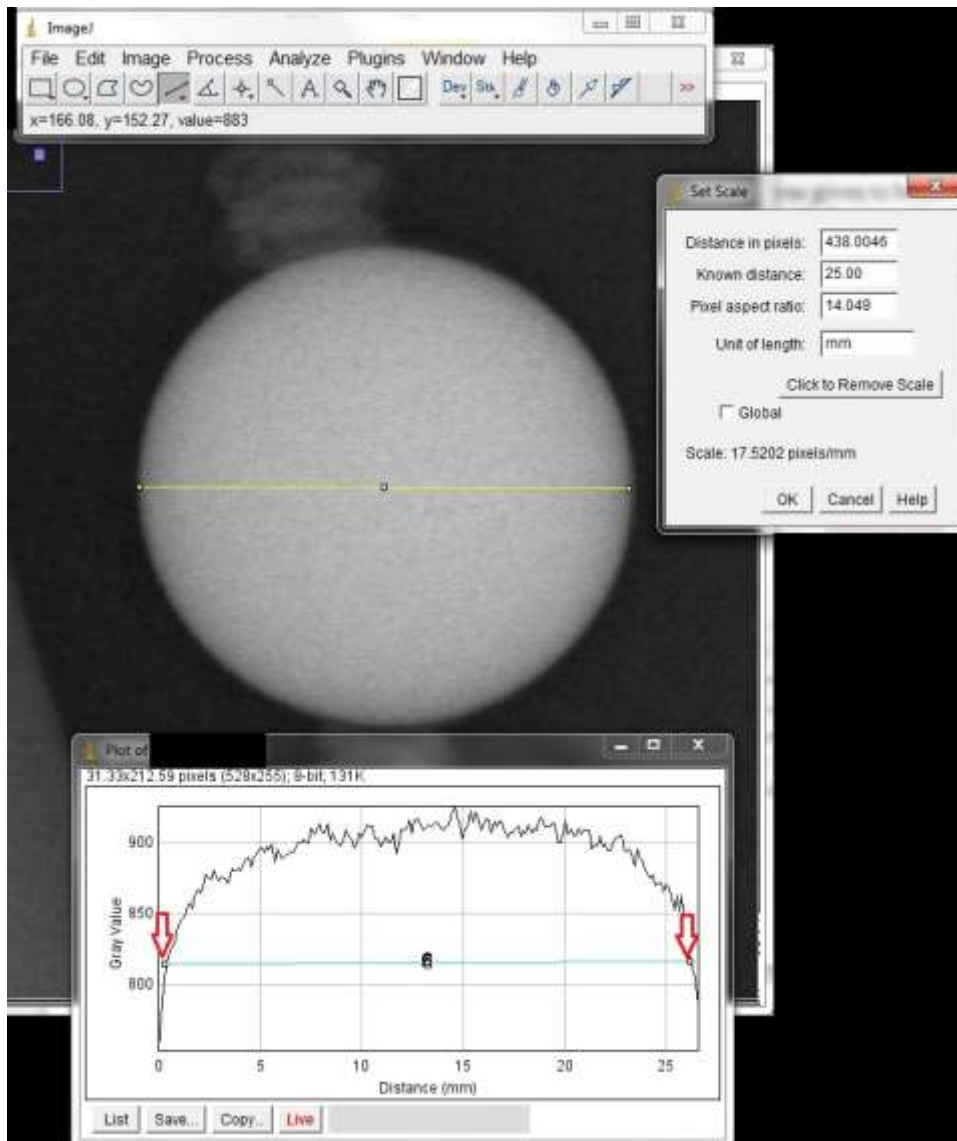 ImageJ
File Edit Image Process Analyze Plugins Window Help
A Dev Stk >>
x=166.08, y=152.27, value=883
Set Scale
Distance in pixels: 438.0046
Known distance: 25.00
Pixel aspect ratio: 14.049
Unit of length: mm
Click to Remove Scale
Global
Scale: 17.5202 pixels/mm
OK Cancel Help
Plot of
31.33x212.59 pixels (528x255); 8-bit; 131K
900
850
800
Gray Value
0 5 10 15 20 25
Distance (mm)
List Save... Copy... Live